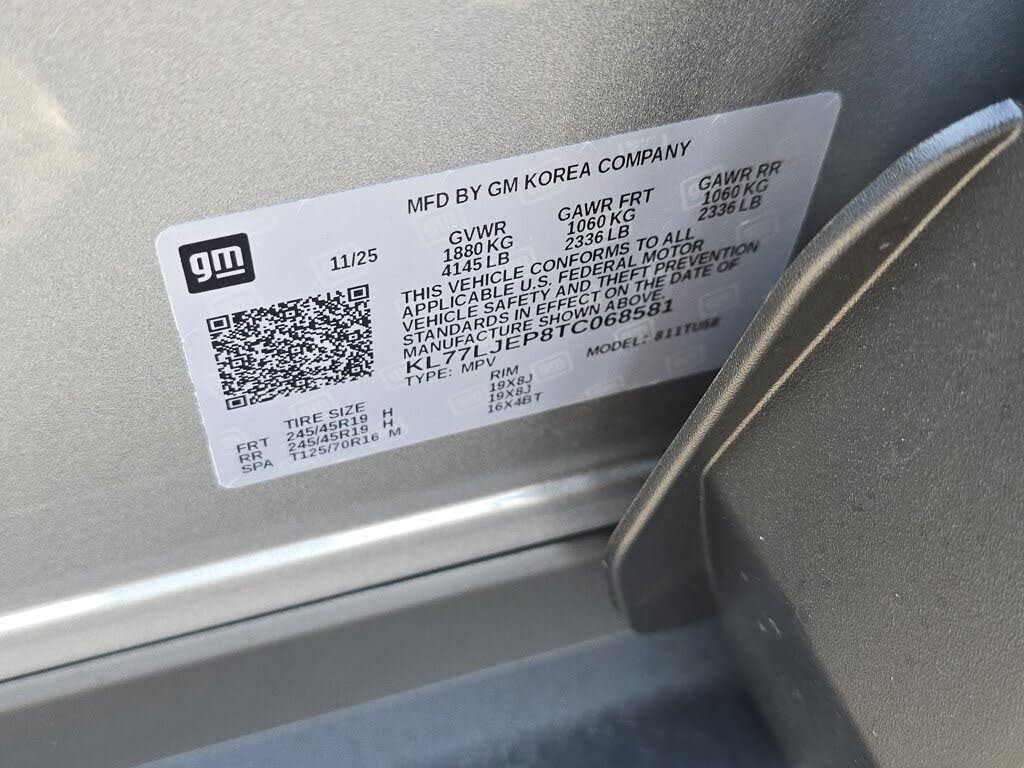 MFD BY GM KOREA COMPANY
gm
11/25
GVWR
1880 KG
4145 LB
GAWR FRT
1060 KG
2336 LB
GAWR RR
1060 KG
2336 LB
THIS VEHICLE CONFORMS TO ALL
APPLICABLE U.S. FEDERAL MOTOR
VEHICLE SAFETY, AND THEFT PREVENTION
STANDARDS IN EFFECT ON THE DATE OF
MANUFACTURE SHOWN ABOVE.
KL77LJEP8TC068581
TYPE: MPV
MODEL: 811TU58
TIRE SIZE
RIM
FRT 245/45R19 H 19X8J
RR 245/45R19 H 19X8J
SPA T125/70R16 M 16X4BT